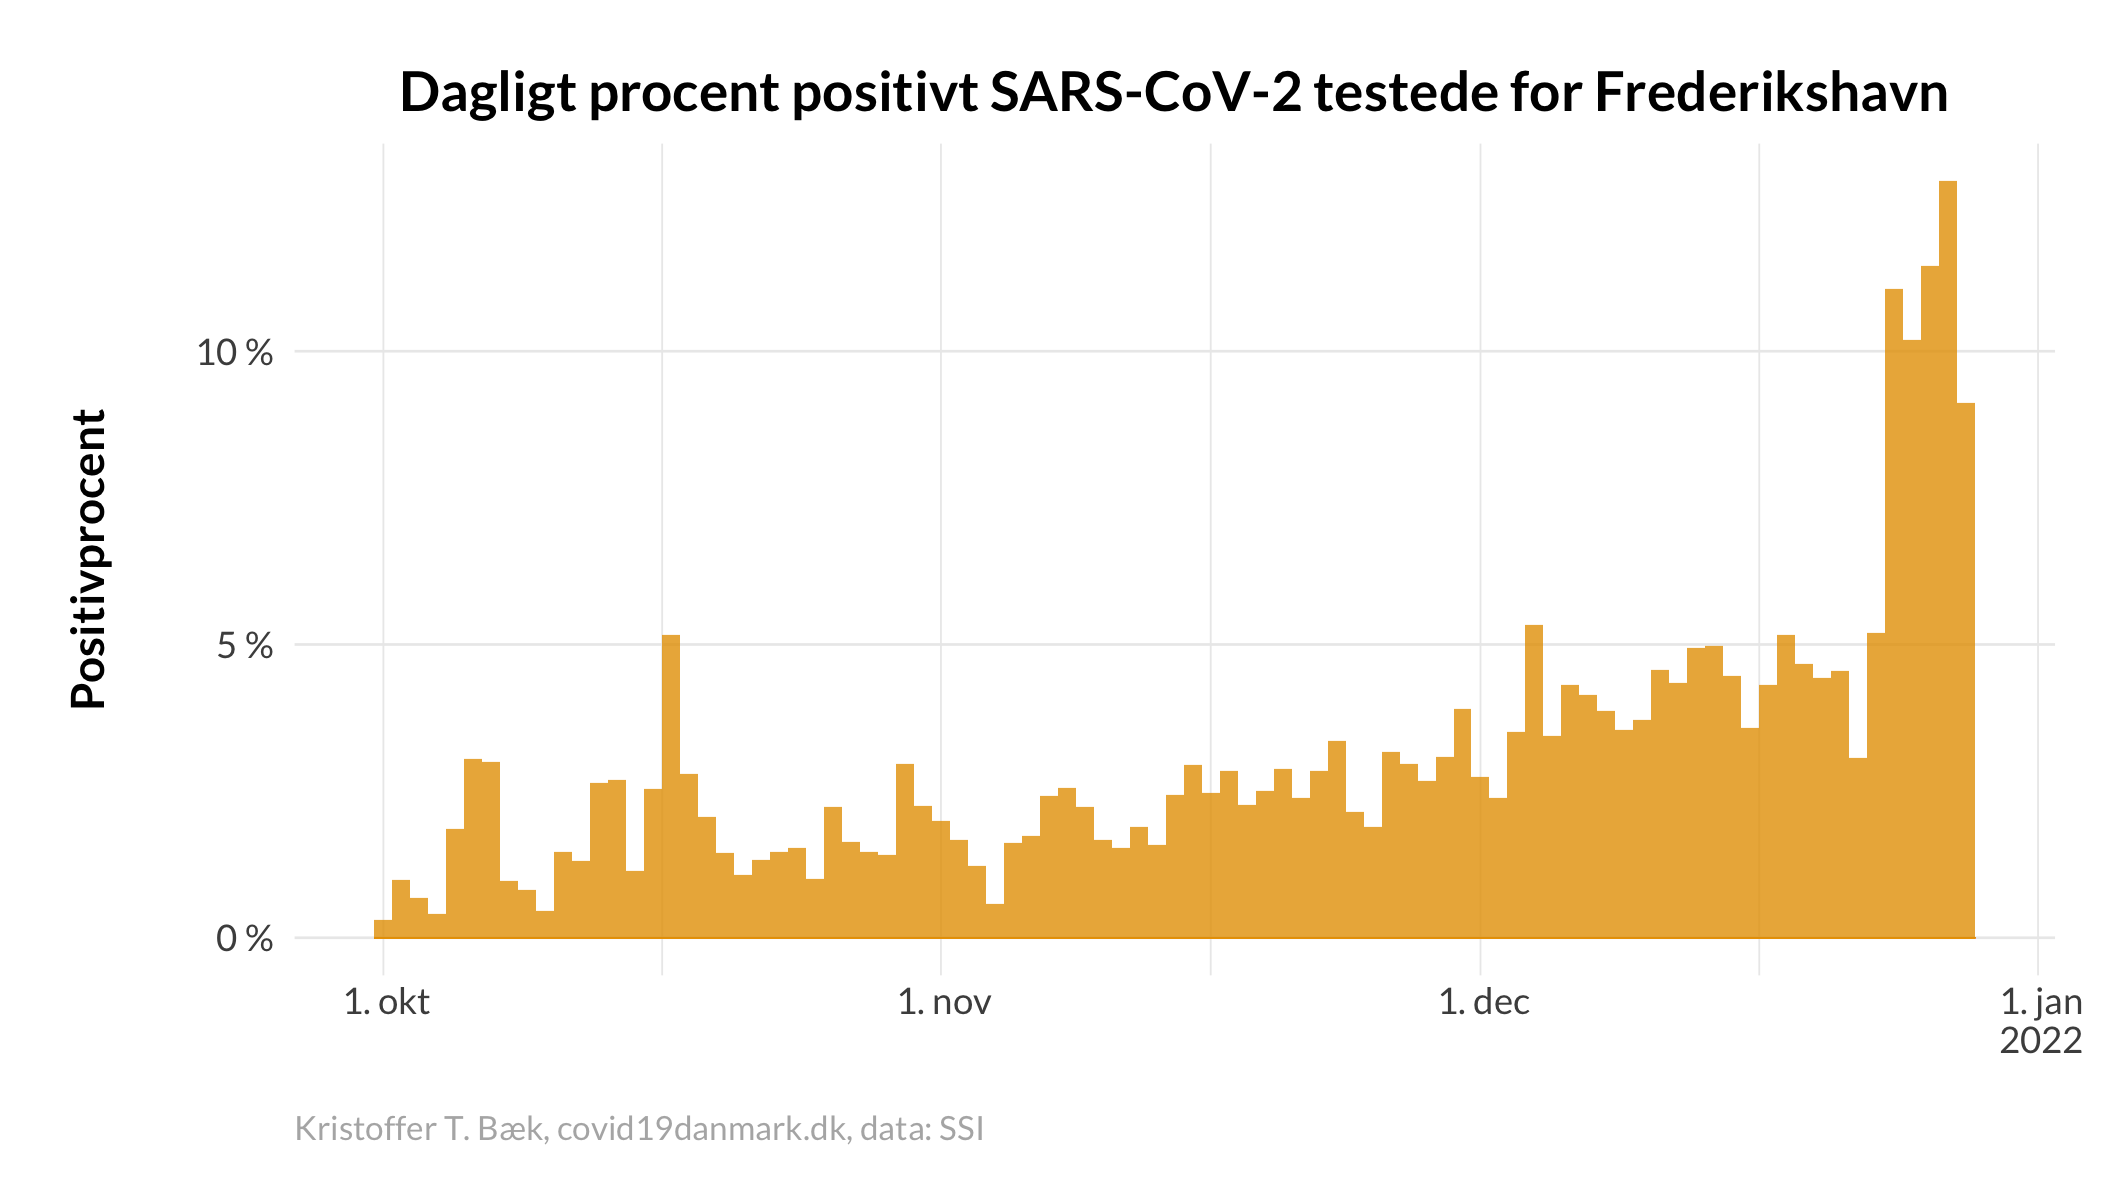 Dagligt procent positivt SARS-CoV-2 testede for Frederikshavn
Positivprocent
10 %
5 %
0 %
1. okt
1. nov
1. dec
1. jan
2022
Kristoffer T. Bæk, covid19danmark.dk, data: SSI